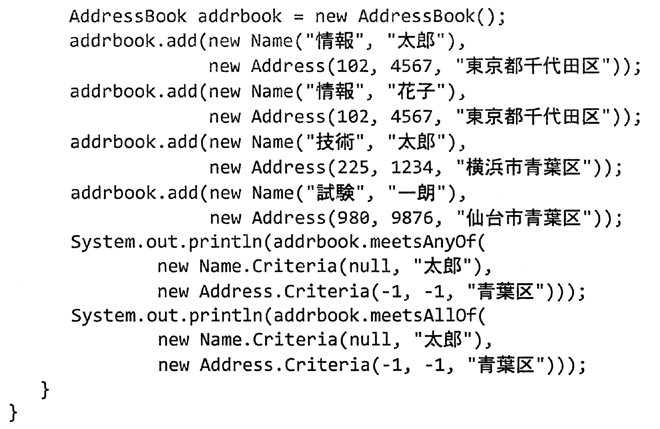 AddressBook addrbook = new AddressBook();
addrbook.add(new Name("情報", "太郎"),
new Address(102, 4567, "東京都千代田区"));
addrbook.add(new Name("情報", "花子"),
new Address(102, 4567, "東京都千代田区"));
addrbook.add(new Name("技術", "太郎"),
new Address(225, 1234, "横浜市青葉区"));
addrbook.add(new Name("試験", "一朗"),
new Address(980, 9876, "仙台市青葉区"));
System.out.println(addrbook.meetsAnyOf(
new Name.Criteria(null, "太郎"),
new Address.Criteria(-1, -1, "青葉区")));
System.out.println(addrbook.meetsAllOf(
new Name.Criteria(null, "太郎"),
new Address.Criteria(-1, -1, "青葉区")));
}
}